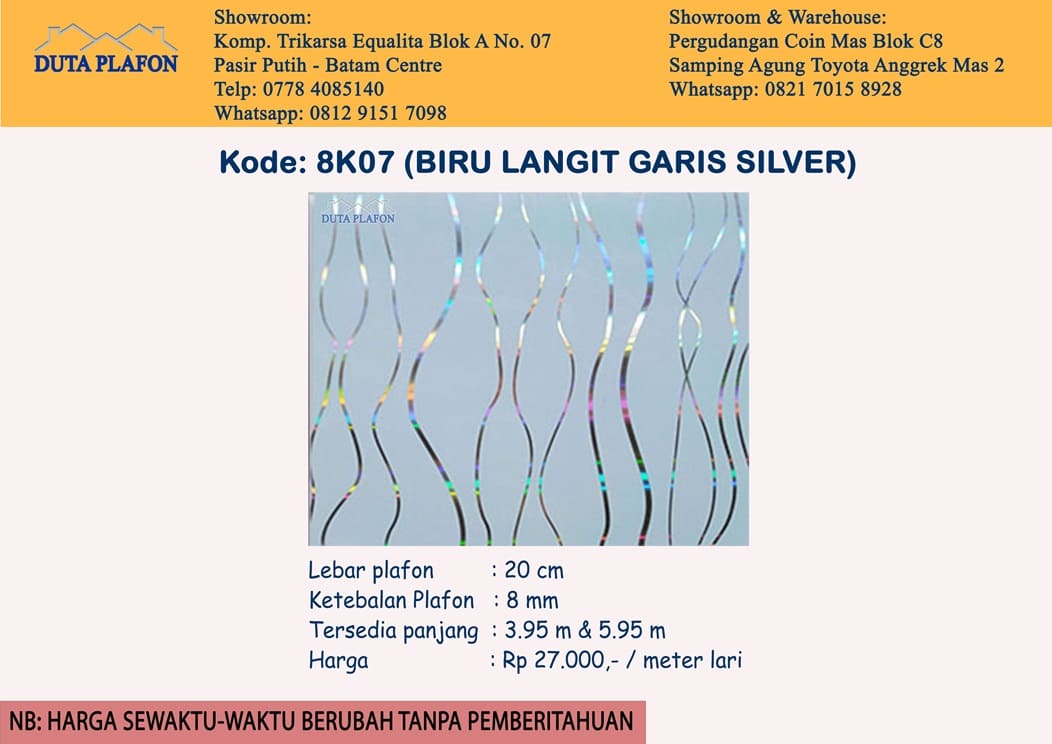 DUTA PLAFON
Showroom:
Komp. Trikarsa Equalita Blok A No. 07
Pasir Putih - Batam Centre
Telp: 0778 4085140
Whatsapp: 0812 9151 7098
Showroom & Warehouse:
Pergudangan Coin Mas Blok C8
Samping Agung Toyota Anggrek Mas 2
Whatsapp: 0821 7015 8928
Kode: 8K07 (BIRU LANGIT GARIS SILVER)
DUTA PLAFON
Lebar plafon : 20 cm
Ketebalan Plafon : 8 mm
Tersedia panjang : 3.95 m & 5.95 m
Harga : Rp 27.000,- / meter lari
NB: HARGA SEWAKTU-WAKTU BERUBAH TANPA PEMBERITAHUAN